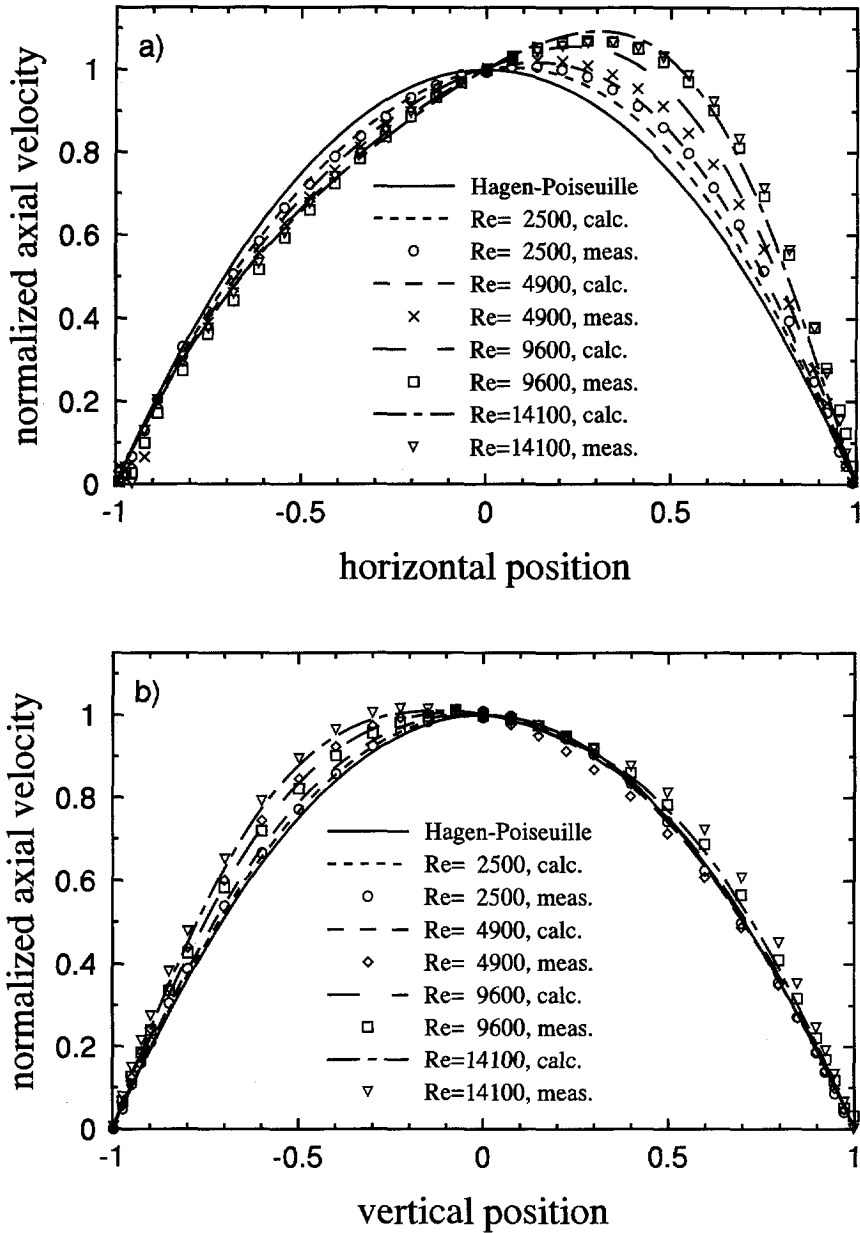 a)
normalized axial velocity
1
0.8
0.6
0.4
0.2
0
Hagen-Poiseuille
Re= 2500, calc.
Re= 2500, meas.
Re= 4900, calc.
Re= 4900, meas.
Re= 9600, calc.
Re= 9600, meas.
Re=14100, calc.
Re=14100, meas.
-1 -0.5 0 0.5 1
horizontal position
b)
normalized axial velocity
1
0.8
0.6
0.4
0.2
0
Hagen-Poiseuille
Re= 2500, calc.
Re= 2500, meas.
Re= 4900, calc.
Re= 4900, meas.
Re= 9600, calc.
Re= 9600, meas.
Re=14100, calc.
Re=14100, meas.
-1 -0.5 0 0.5 1
vertical position